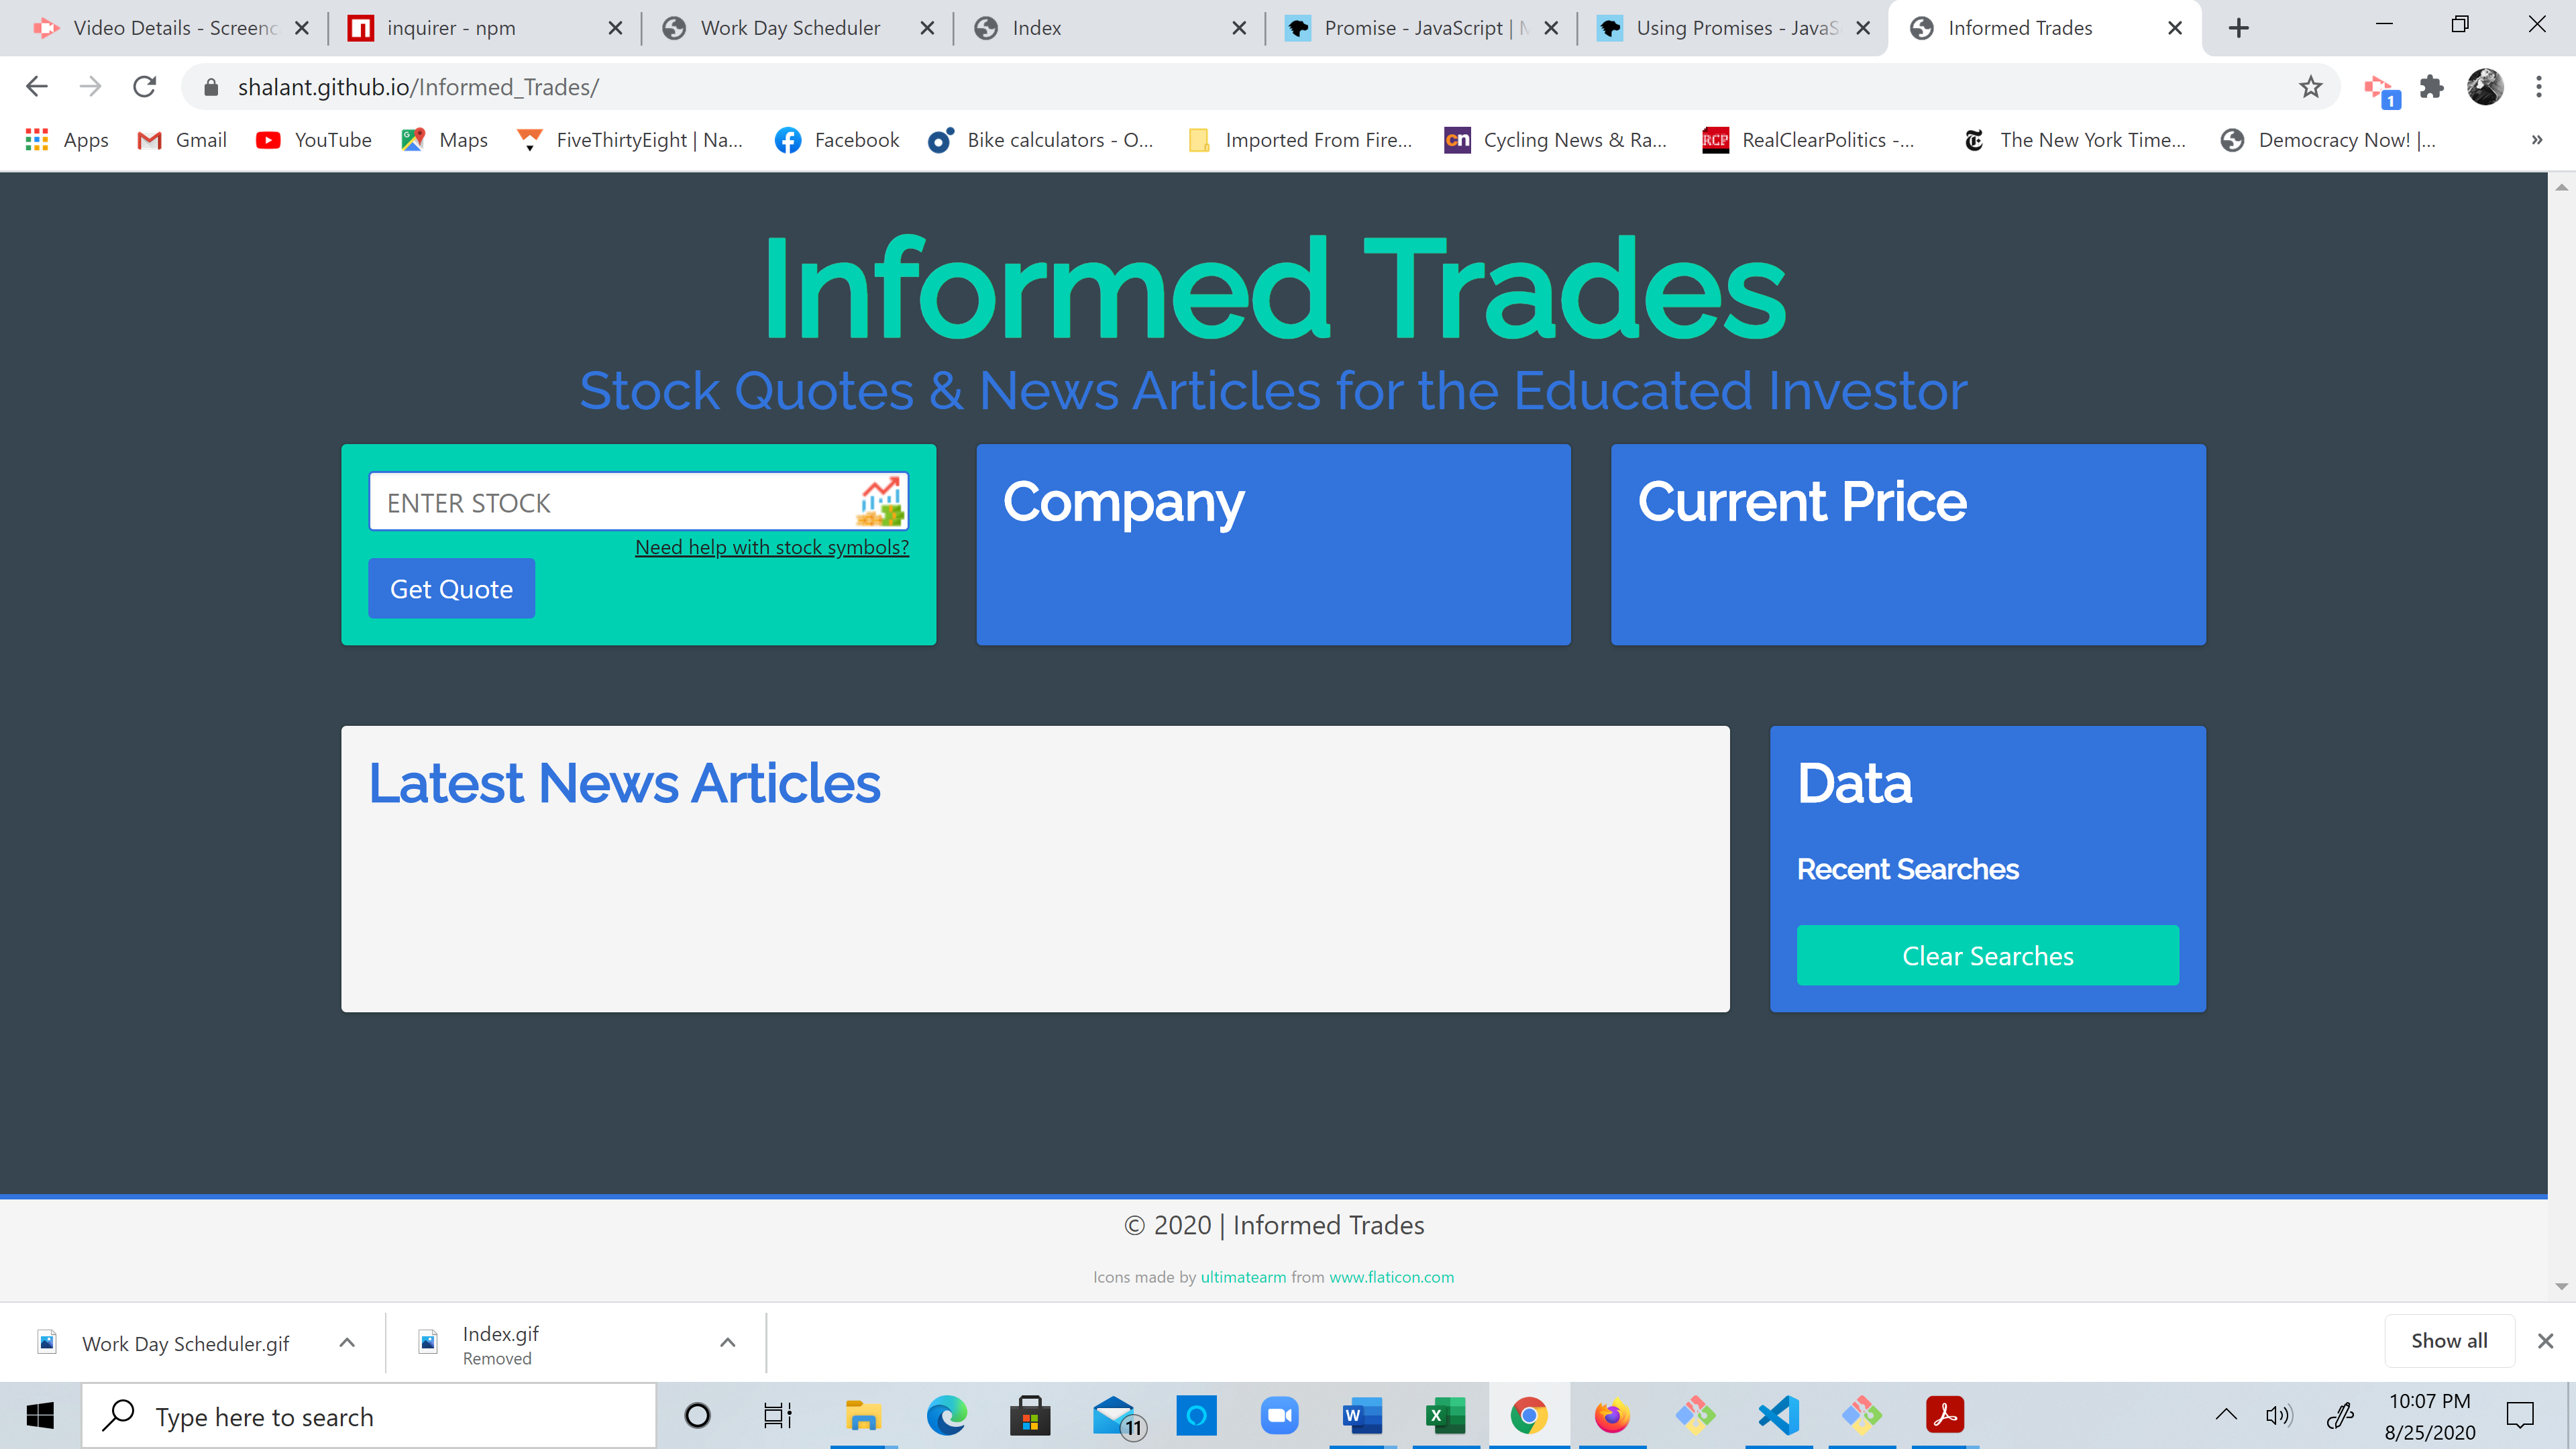 Video Details - Screenc
inquirer - npm
Work Day Scheduler
Index
Promise - JavaScript | M
Using Promises - JavaS
Informed Trades
shalant.github.io/Informed_Trades/
1
Apps
Gmail
YouTube
Maps
FiveThirtyEight | Na...
Facebook
Bike calculators - O...
Imported From Fire...
cn
Cycling News & Ra...
RCP
RealClearPolitics -...
The New York Time...
Democracy Now! |...
»
Informed Trades
Stock Quotes & News Articles for the Educated Investor
ENTER STOCK
Need help with stock symbols?
Get Quote
Company
Current Price
Latest News Articles
Data
Recent Searches
Clear Searches
© 2020 | Informed Trades
Icons made by ultimatearm from www.flaticon.com
Work Day Scheduler.gif
Index.gif
Removed
Show all
Type here to search
11
W
X
10:07 PM
8/25/2020